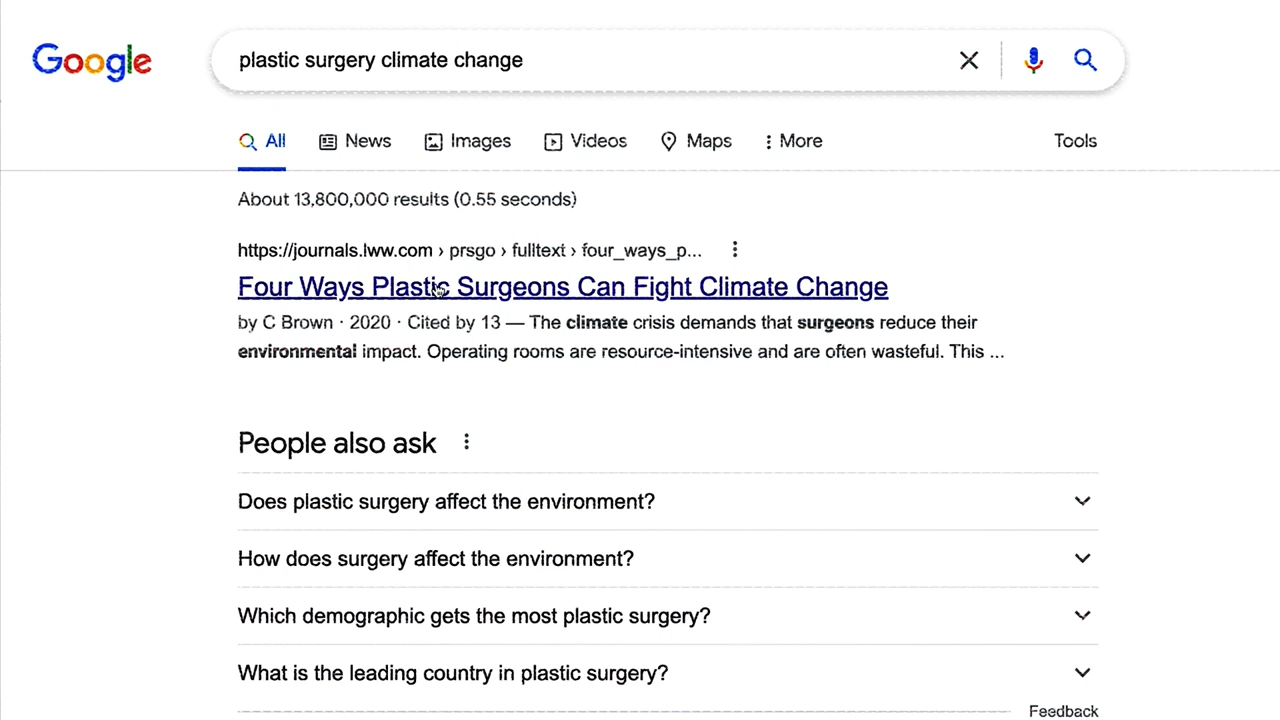 Google
plastic surgery climate change
All News Images Videos Maps More Tools
About 13,800,000 results (0.55 seconds)
https://journals.lww.com › prsgo › fulltext › four_ways_p...
Four Ways Plastic Surgeons Can Fight Climate Change
by C Brown · 2020 · Cited by 13 — The climate crisis demands that surgeons reduce their
environmental impact. Operating rooms are resource-intensive and are often wasteful. This ...
People also ask
Does plastic surgery affect the environment?
How does surgery affect the environment?
Which demographic gets the most plastic surgery?
What is the leading country in plastic surgery?
Feedback